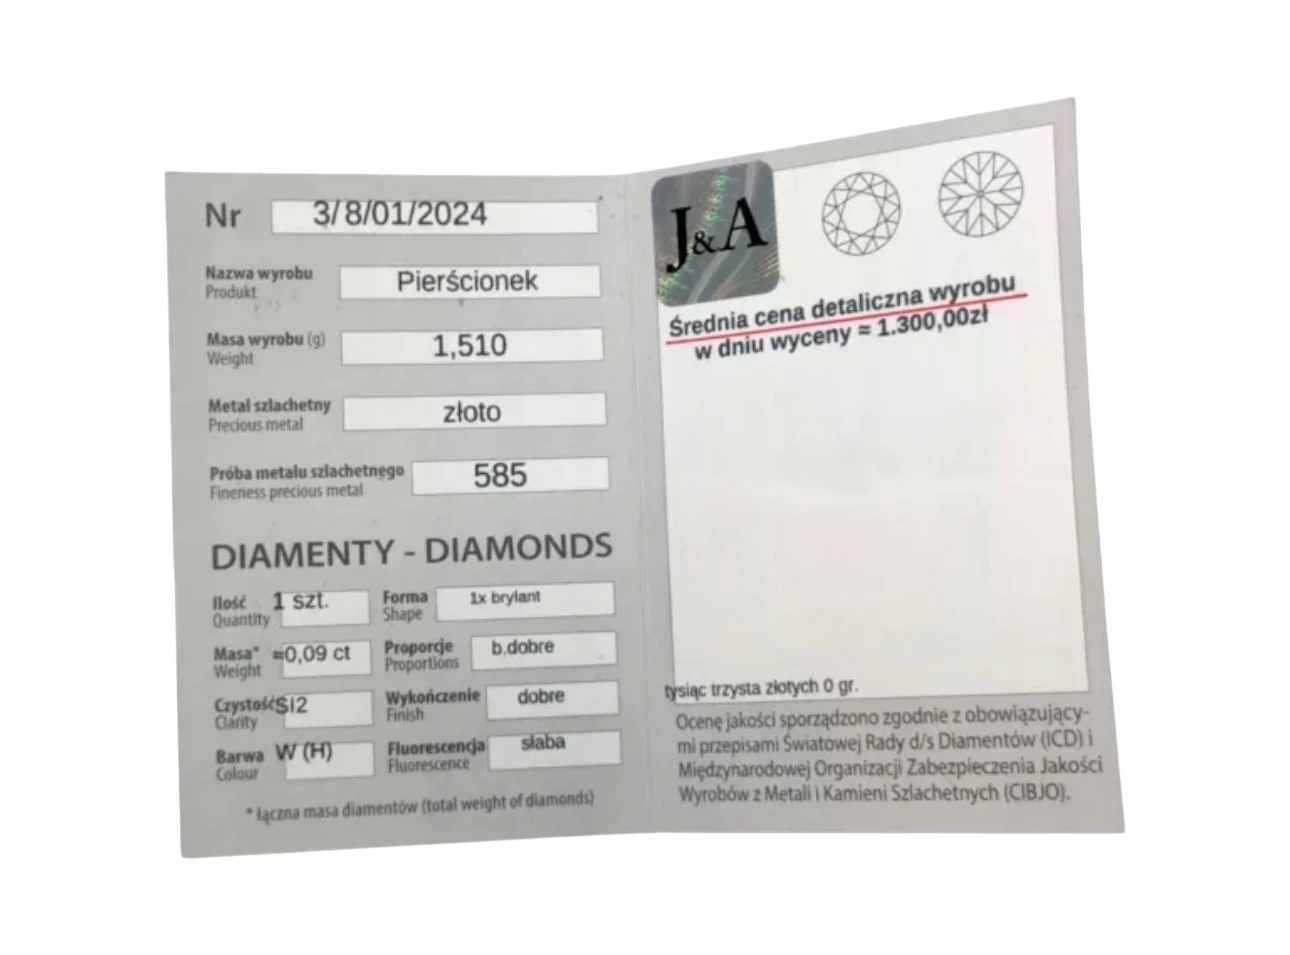 Nr 3/8/01/2024
Nazwa wyrobu Pierścionek
Produkt
Masa wyrobu (g) 1,510
Weight
Metal szlachetny złoto
Precious metal
Próba metalu szlachetnego 585
Fineness precious metal
DIAMENTY - DIAMONDS
Ilość 1 szt. Forma 1x brylant
Quantity Shape
Masa* ≈0,09 ct Proporcje b.dobre
Weight Proportions
Czystość SI2 Wykończenie dobre
Clarity Finish
Barwa W (H) Fluorescencja słaba
Colour Fluorescence
* łączna masa diamentów (total weight of diamonds)
J&A
Średnia cena detaliczna wyrobu
w dniu wyceny ≈ 1.300,00zł
tysiąc trzysta złotych 0 gr.
Ocenę jakości sporządzono zgodnie z obowiązujący-
mi przepisami Światowej Rady d/s Diamentów (ICD) i
Międzynarodowej Organizacji Zabezpieczenia Jakości
Wyrobów z Metali i Kamieni Szlachetnych (CIBJO).